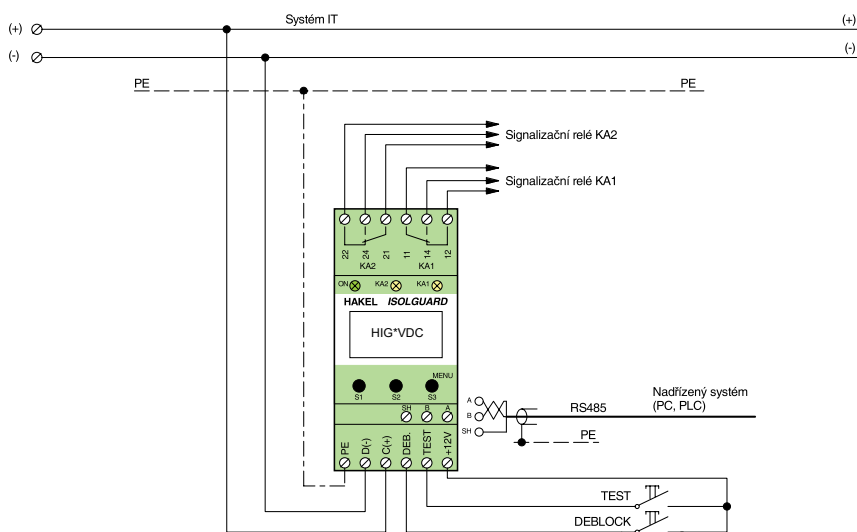 Systém IT
(+) (+)
(-) (-)
PE PE
Signalizační relé KA2
Signalizační relé KA1
22 24 21 11 14 12
KA2 KA1
ON KA2 KA1
HAKEL ISOLGUARD
HIG*VDC
MENU
S1 S2 S3
SH B A
PE D(-) C(+) DEB. TEST +12V
A
B
SH
RS485
Nadřízený systém
(PC, PLC)
PE
TEST
DEBLOCK